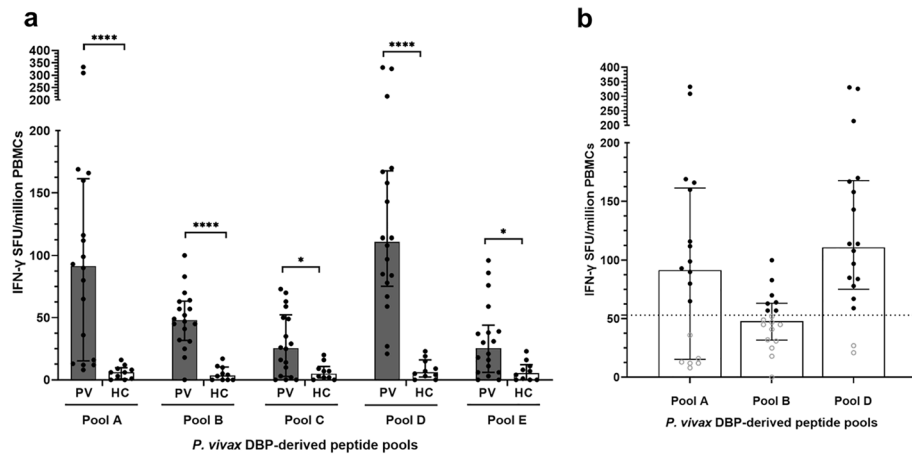 a
IFN-γ SFU/million PBMCs
400
350
300
250
200
200
150
100
50
0
****
****
*
****
*
PV HC PV HC PV HC PV HC PV HC
Pool A Pool B Pool C Pool D Pool E
P. vivax DBP-derived peptide pools
b
IFN-γ SFU/million PBMCs
400
350
300
250
200
200
150
100
50
0
Pool A Pool B Pool D
P. vivax DBP-derived peptide pools